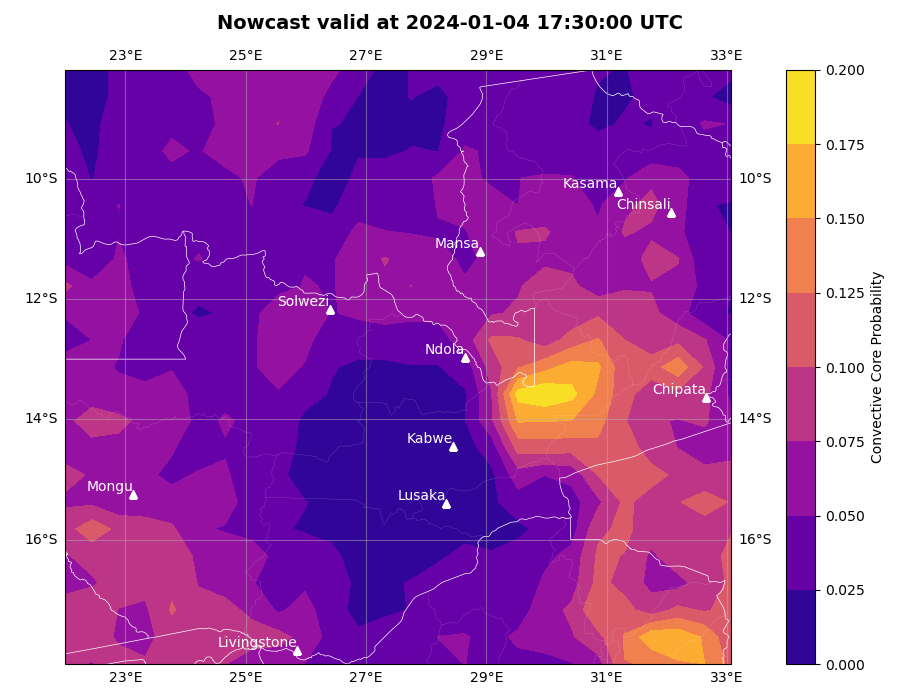 Nowcast valid at 2024-01-04 17:30:00 UTC
23°E 25°E 27°E 29°E 31°E 33°E
0.200
0.175
10°S Kasama 10°S
Chinsali
0.150
Mansa
0.125
12°S Solwezi 12°S
Ndola
0.100
Chipata
14°S 14°S
Kabwe
0.075
Mongu
Lusaka
0.050
16°S 16°S
0.025
Livingstone
0.000
23°E 25°E 27°E 29°E 31°E 33°E
Convective Core Probability